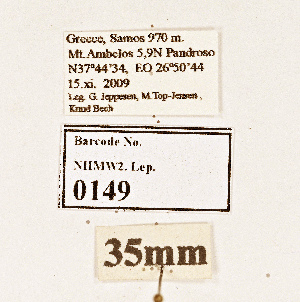 Greece, Samos 970 m.
Mt. Ambelos 5,9N Pandroso
N37°44'34, EO 26°50'44
15.xi. 2009
Leg. G. Jeppesen, M. Top-Jensen,
Knud Bech
Barcode No.
NHMW2. Lep.
0149
35mm